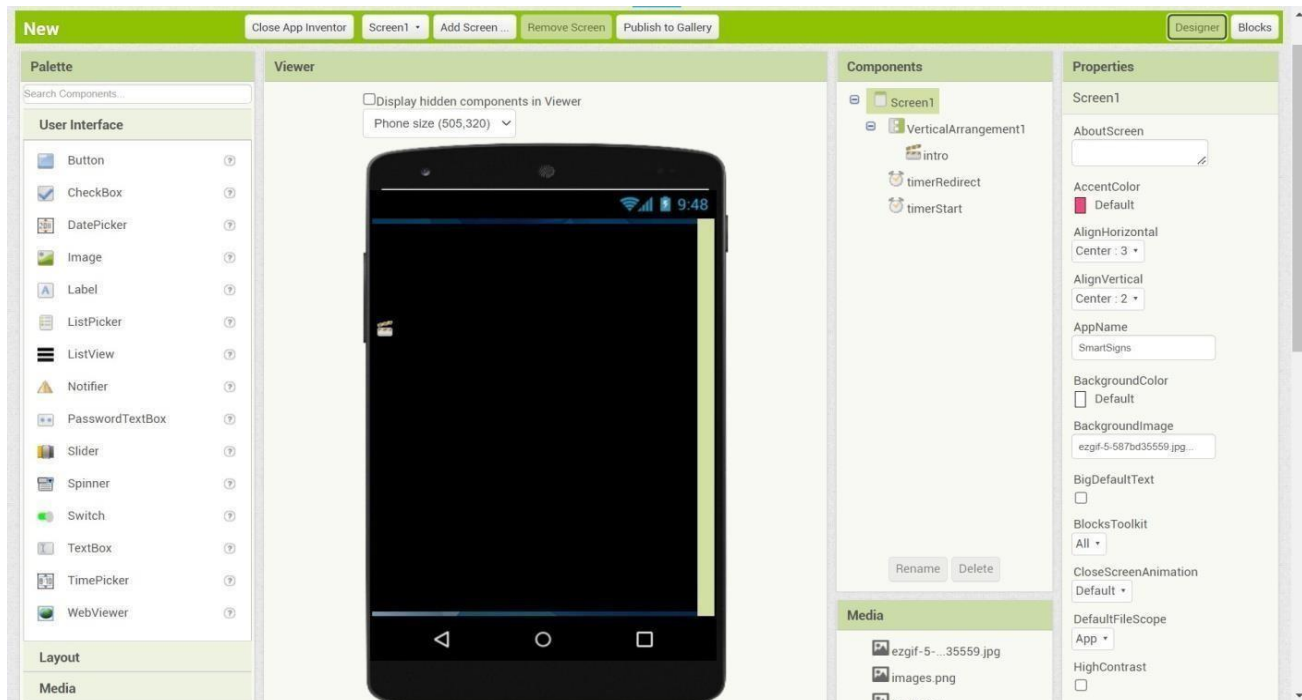 New
Close App Inventor
Screen1
Add Screen ...
Remove Screen
Publish to Gallery
Designer
Blocks
Palette
Search Components...
User Interface
Button
CheckBox
DatePicker
Image
Label
ListPicker
ListView
Notifier
PasswordTextBox
Slider
Spinner
Switch
TextBox
TimePicker
WebViewer
Layout
Media
Viewer
Display hidden components in Viewer
Phone size (505,320)
9:48
Components
Screen1
VerticalArrangement1
intro
timerRedirect
timerStart
Rename
Delete
Media
ezgif-5-...35559.jpg
images.png
Properties
Screen1
AboutScreen
AccentColor
Default
AlignHorizontal
Center : 3
AlignVertical
Center : 2
AppName
SmartSigns
BackgroundColor
Default
BackgroundImage
ezgif-5-587bd35559.jpg...
BigDefaultText
BlocksToolkit
All
CloseScreenAnimation
Default
DefaultFileScope
App
HighContrast